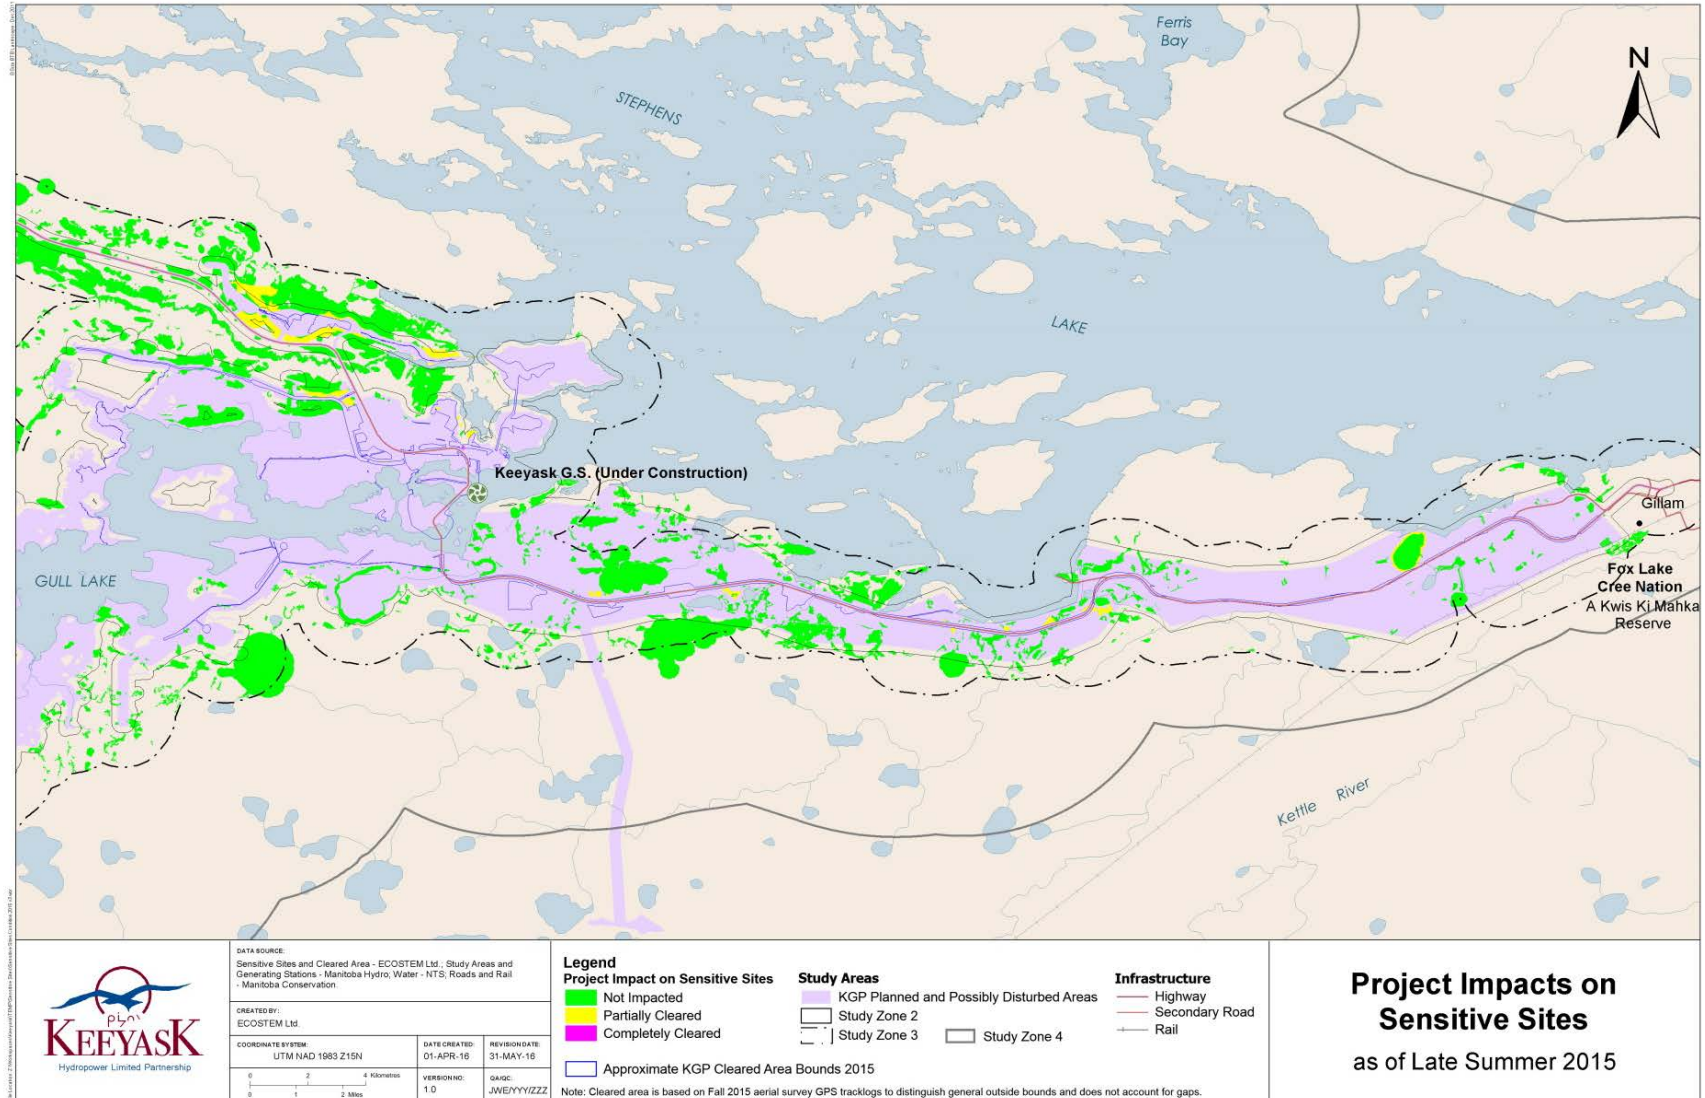 Ferris
Bay
N
STEPHENS
LAKE
Keeyask G.S. (Under Construction)
Gillam
GULL LAKE
Fox Lake
Cree Nation
A Kwis Ki Mahka
Reserve
Kettle River
KEEYASK
Hydropower Limited Partnership
DATA SOURCE:
Sensitive Sites and Cleared Area - ECOSTEM Ltd.; Study Areas and
Generating Stations - Manitoba Hydro; Water - NTS; Roads and Rail
- Manitoba Conservation.
CREATED BY:
ECOSTEM Ltd.
COORDINATE SYSTEM:
UTM NAD 1983 Z15N
DATE CREATED:
01-APR-16
REVISION DATE:
31-MAY-16
0 2 4 Kilometres
0 1 2 Miles
VERSION NO:
1.0
QA/QC:
JWE/YYY/ZZZ
Legend
Project Impact on Sensitive Sites
Not Impacted
Partially Cleared
Completely Cleared
Approximate KGP Cleared Area Bounds 2015
Study Areas
KGP Planned and Possibly Disturbed Areas
Study Zone 2
Study Zone 3
Study Zone 4
Infrastructure
Highway
Secondary Road
Rail
Note: Cleared area is based on Fall 2015 aerial survey GPS tracklogs to distinguish general outside bounds and does not account for gaps.
Project Impacts on
Sensitive Sites
as of Late Summer 2015